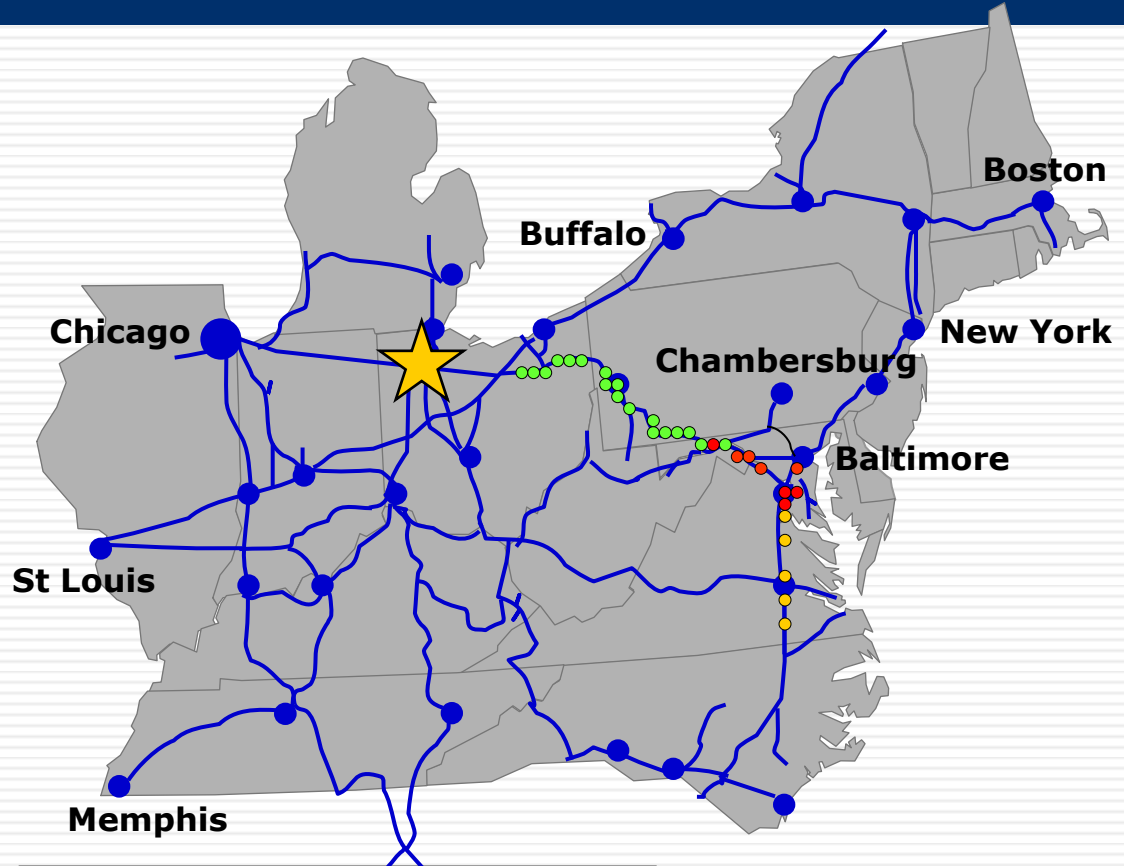 Boston
Buffalo
Chicago
New York
Chambersburg
Baltimore
St Louis
Memphis